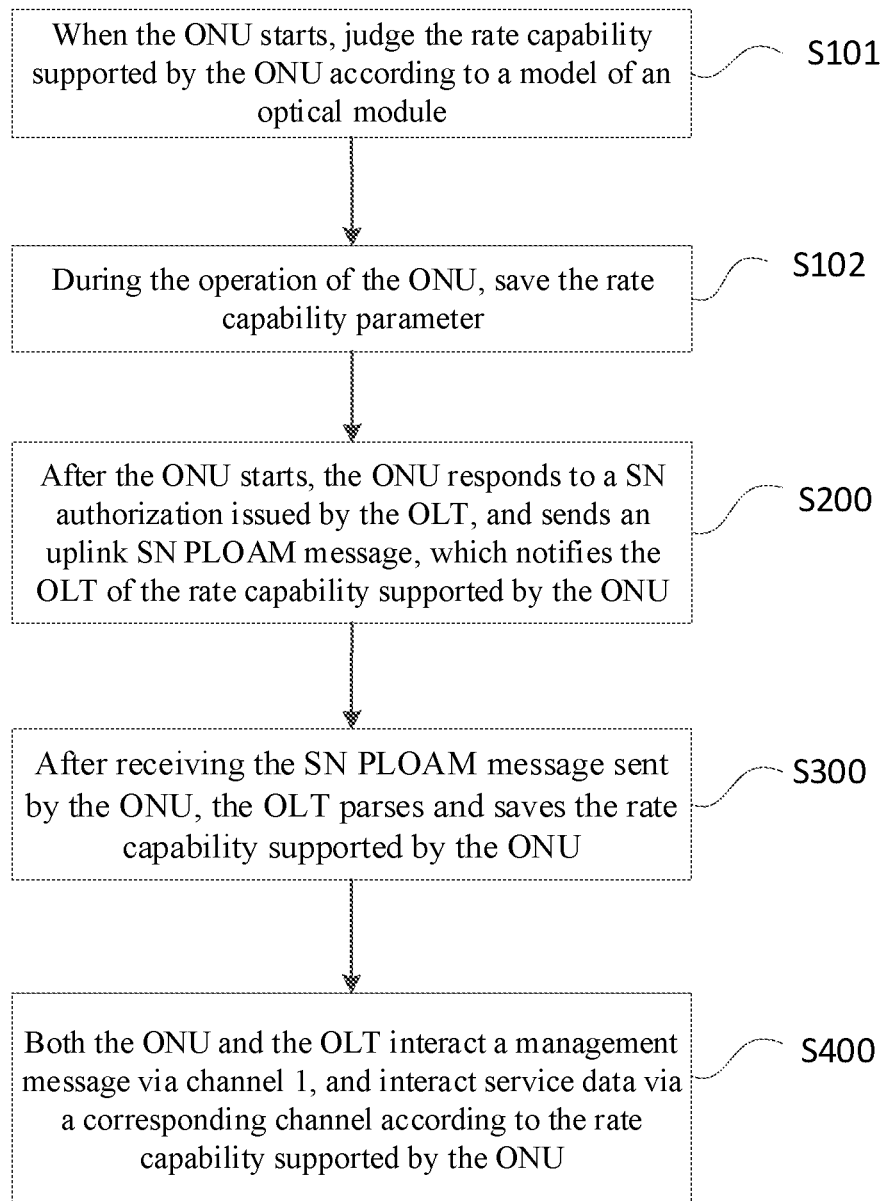 When the ONU starts, judge the rate capability
supported by the ONU according to a model of an
optical module
S101
During the operation of the ONU, save the rate
capability parameter
S102
After the ONU starts, the ONU responds to a SN
authorization issued by the OLT, and sends an
uplink SN PLOAM message, which notifies the
OLT of the rate capability supported by the ONU
S200
After receiving the SN PLOAM message sent
by the ONU, the OLT parses and saves the rate
capability supported by the ONU
S300
Both the ONU and the OLT interact a management
message via channel 1, and interact service data via
a corresponding channel according to the rate
capability supported by the ONU
S400